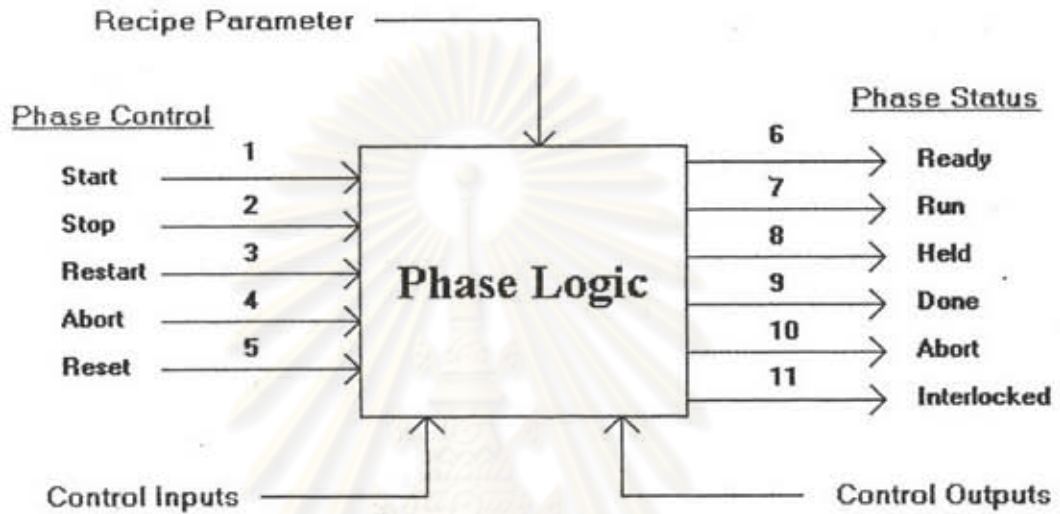 Recipe Parameter
Phase Control
Phase Status
1
Start
2
Stop
3
Restart
4
Abort
5
Reset
Phase Logic
6
Ready
7
Run
8
Held
9
Done
10
Abort
11
Interlocked
Control Inputs
Control Outputs